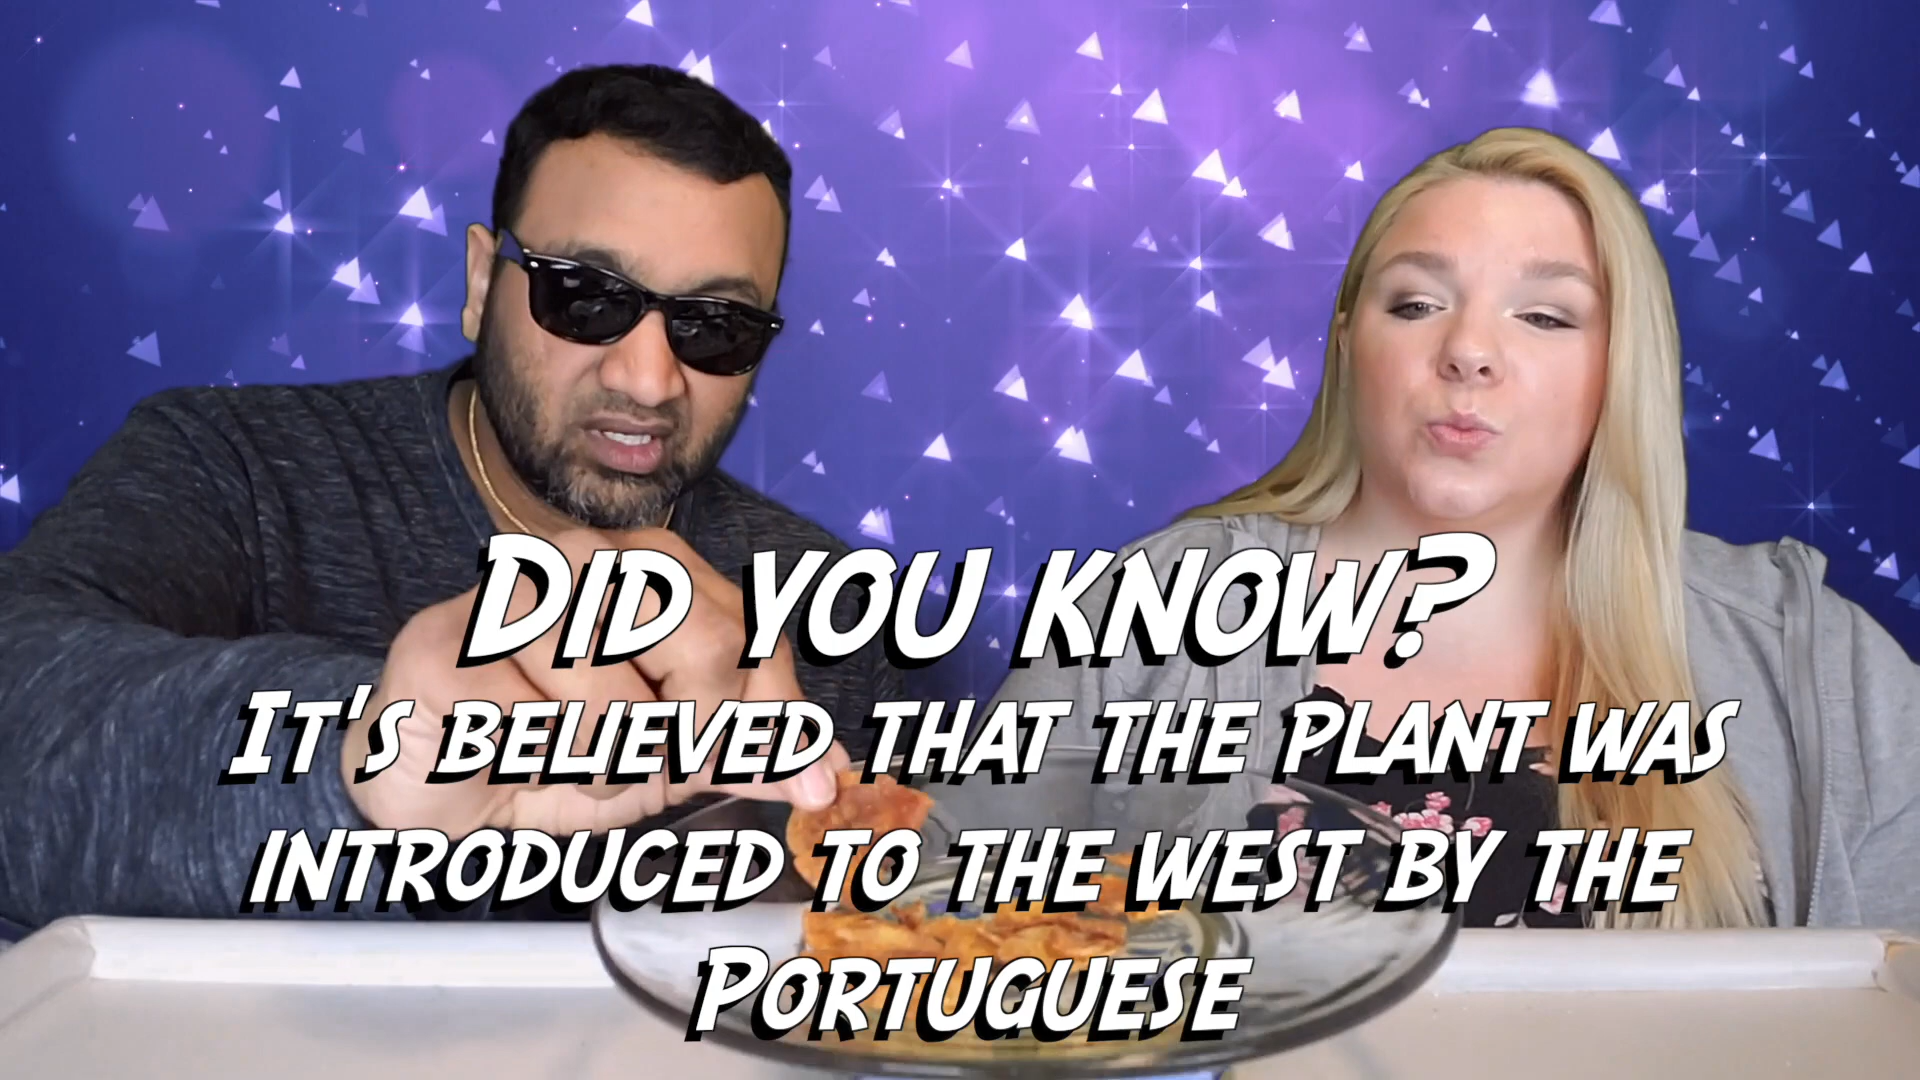 Did you know?
It's believed that the plant was
introduced to the west by the
Portuguese